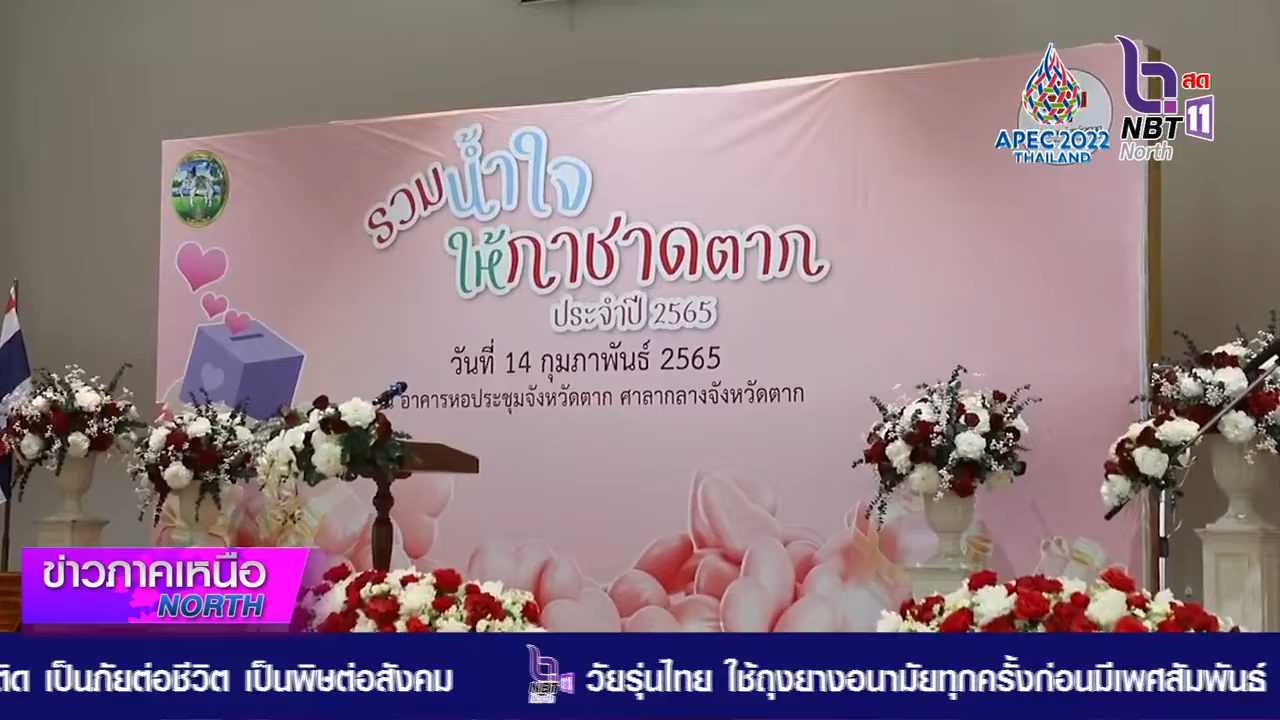 สด
NBT 11
North
APEC 2022
THAILAND
รวมน้ำใจ
ให้กาชาดตาก
ประจำปี 2565
วันที่ 14 กุมภาพันธ์ 2565
อาคารหอประชุมจังหวัดตาก ศาลากลางจังหวัดตาก
ข่าวภาคเหนือ
NORTH
เป็นภัยต่อชีวิต เป็นพิษต่อสังคม NBT 11 North วัยรุ่นไทย ใช้ถุงยางอนามัยทุกครั้งก่อนมีเพศสัมพันธ์